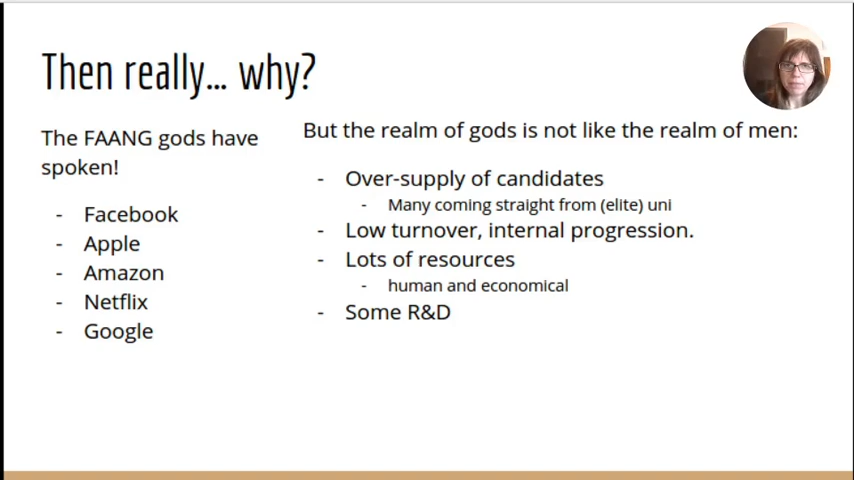 Then really... why?
The FAANG gods have
spoken!
- Facebook
- Apple
- Amazon
- Netflix
- Google
But the realm of gods is not like the realm of men:
- Over-supply of candidates
- Many coming straight from (elite) uni
- Low turnover, internal progression.
- Lots of resources
- human and economical
- Some R&D